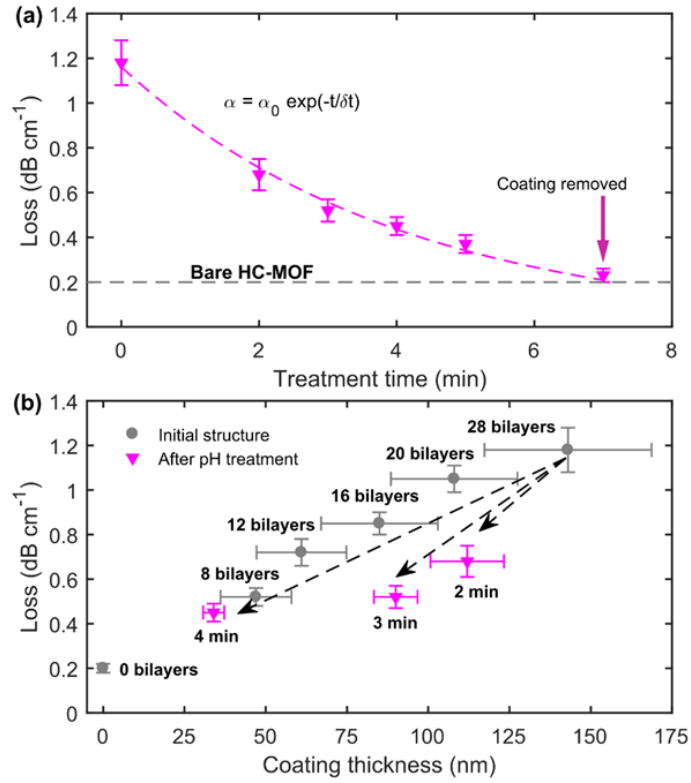 (a)
1.4
1.2
1
0.8
0.6
0.4
0.2
0
Loss (dB cm⁻¹)
α = α₀ exp(-t/δt)
Coating removed
Bare HC-MOF
0 2 4 6 8
Treatment time (min)
(b)
1.4
1.2
1
0.8
0.6
0.4
0.2
0
Loss (dB cm⁻¹)
Initial structure
After pH treatment
28 bilayers
20 bilayers
16 bilayers
12 bilayers
8 bilayers
2 min
3 min
4 min
0 bilayers
0 25 50 75 100 125 150 175
Coating thickness (nm)